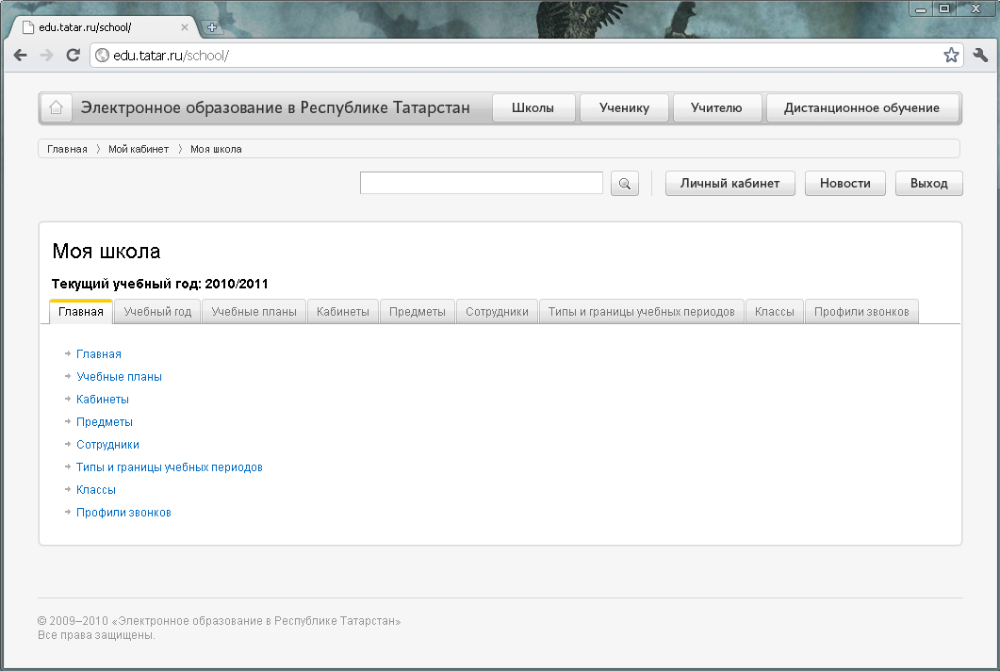 edu.tatar.ru/school/
edu.tatar.ru/school/
Электронное образование в Республике Татарстан Школы Ученику Учителю Дистанционное обучение
Главная Мой кабинет Моя школа
Личный кабинет Новости Выход
Моя школа
Текущий учебный год: 2010/2011
Главная Учебный год Учебные планы Кабинеты Предметы Сотрудники Типы и границы учебных периодов Классы Профили звонков
Главная
Учебные планы
Кабинеты
Предметы
Сотрудники
Типы и границы учебных периодов
Классы
Профили звонков
© 2009–2010 «Электронное образование в Республике Татарстан»
Все права защищены.